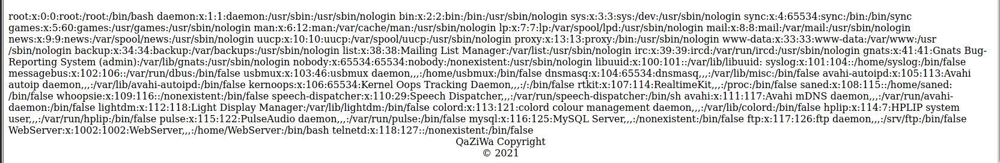 root:x:0:0:root:/root:/bin/bash daemon:x:1:1:daemon:/usr/sbin:/usr/sbin/nologin bin:x:2:2:bin:/bin:/usr/sbin/nologin sys:x:3:3:sys:/dev:/usr/sbin/nologin sync:x:4:65534:sync:/bin:/bin/sync
games:x:5:60:games:/usr/games:/usr/sbin/nologin man:x:6:12:man:/var/cache/man:/usr/sbin/nologin lp:x:7:7:lp:/var/spool/lpd:/usr/sbin/nologin mail:x:8:8:mail:/var/mail:/usr/sbin/nologin
news:x:9:9:news:/var/spool/news:/usr/sbin/nologin uucp:x:10:10:uucp:/var/spool/uucp:/usr/sbin/nologin proxy:x:13:13:proxy:/bin:/usr/sbin/nologin www-data:x:33:33:www-data:/var/www:/usr
/sbin/nologin backup:x:34:34:backup:/var/backups:/usr/sbin/nologin list:x:38:38:Mailing List Manager:/var/list:/usr/sbin/nologin irc:x:39:39:ircd:/var/run/ircd:/usr/sbin/nologin gnats:x:41:41:Gnats Bug-
Reporting System (admin):/var/lib/gnats:/usr/sbin/nologin nobody:x:65534:65534:nobody:/nonexistent:/usr/sbin/nologin libuuid:x:100:101::/var/lib/libuuid: syslog:x:101:104::/home/syslog:/bin/false
messagebus:x:102:106::/var/run/dbus:/bin/false usbmux:x:103:46:usbmux daemon,,,:/home/usbmux:/bin/false dnsmasq:x:104:65534:dnsmasq,,,:/var/lib/misc:/bin/false avahi-autoipd:x:105:113:Avahi
autoip daemon,,,:/var/lib/avahi-autoipd:/bin/false kernoops:x:106:65534:Kernel Oops Tracking Daemon,,,:/:/bin/false rtkit:x:107:114:RealtimeKit,,,:/proc:/bin/false saned:x:108:115::/home/saned:
/bin/false whoopsie:x:109:116::/nonexistent:/bin/false speech-dispatcher:x:110:29:Speech Dispatcher,,,:/var/run/speech-dispatcher:/bin/sh avahi:x:111:117:Avahi mDNS daemon,,,:/var/run/avahi-
daemon:/bin/false lightdm:x:112:118:Light Display Manager:/var/lib/lightdm:/bin/false colord:x:113:121:colord colour management daemon,,,:/var/lib/colord:/bin/false hplip:x:114:7:HPLIP system
user,,,:/var/run/hplip:/bin/false pulse:x:115:122:PulseAudio daemon,,,:/var/run/pulse:/bin/false mysql:x:116:125:MySQL Server,,,:/nonexistent:/bin/false ftp:x:117:126:ftp daemon,,,:/srv/ftp:/bin/false
WebServer:x:1002:1002:WebServer,,,:/home/WebServer:/bin/bash telnetd:x:118:127::/nonexistent:/bin/false
QaZiWa Copyright
© 2021